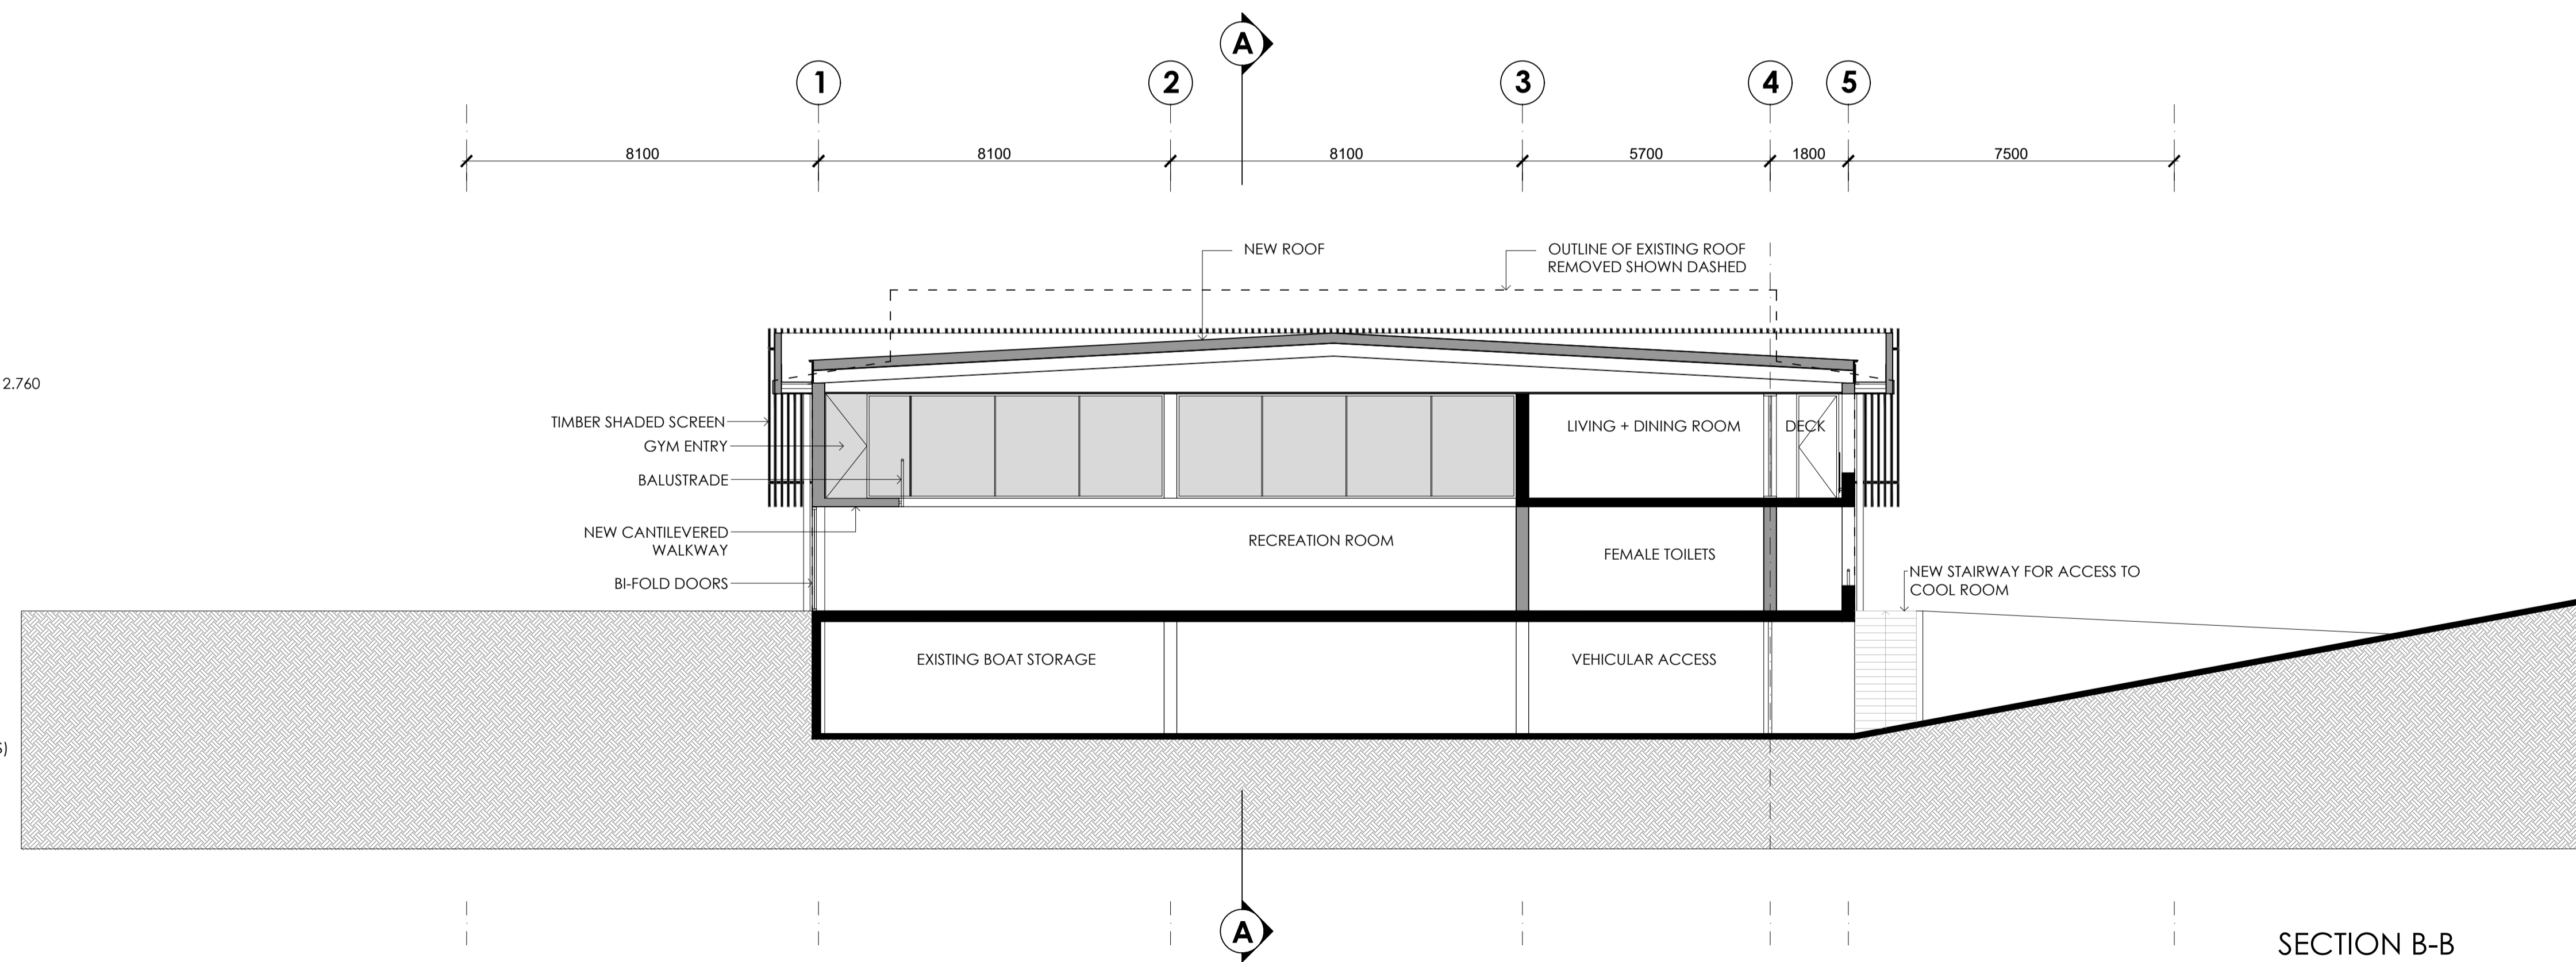 A
1 2 3 4 5
8100 8100 8100 5700 1800 7500
NEW ROOF
OUTLINE OF EXISTING ROOF
REMOVED SHOWN DASHED
2.760
TIMBER SHADED SCREEN
GYM ENTRY
BALUSTRADE
LIVING + DINING ROOM
DECK
NEW CANTILEVERED
WALKWAY
BI-FOLD DOORS
RECREATION ROOM
FEMALE TOILETS
NEW STAIRWAY FOR ACCESS TO
COOL ROOM
EXISTING BOAT STORAGE
VEHICULAR ACCESS
S)
A
SECTION B-B